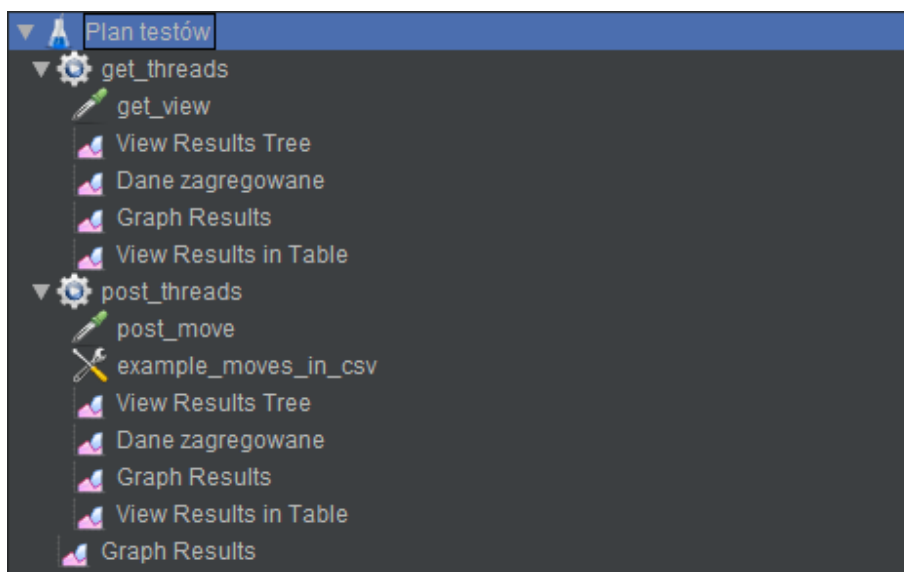 Plan testów
get_threads
get_view
View Results Tree
Dane zagregowane
Graph Results
View Results in Table
post_threads
post_move
example_moves_in_csv
View Results Tree
Dane zagregowane
Graph Results
View Results in Table
Graph Results